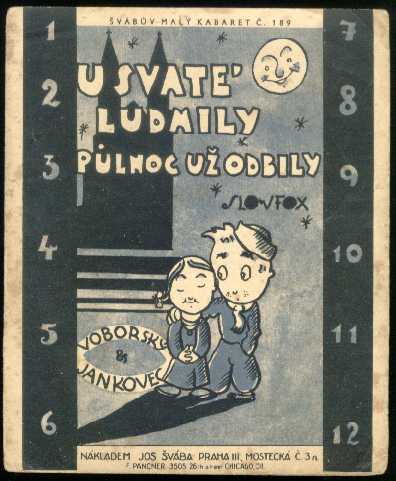 ŠVÁBŮV MALÝ KABARET Č. 189
U SVATÉ
LUDMILY
PŮLNOC UŽ ODBILY
SLOWFOX
1
2
3
4
5
6
7
8
9
10
11
12
VOBORSKÝ
&
JANKOVEC
NÁKLADEM JOS ŠVÁBA PRAHA III, MOSTECKÁ Č. 3 n.
F. PANCNER 3505 26th street CHICAGO, Ill.